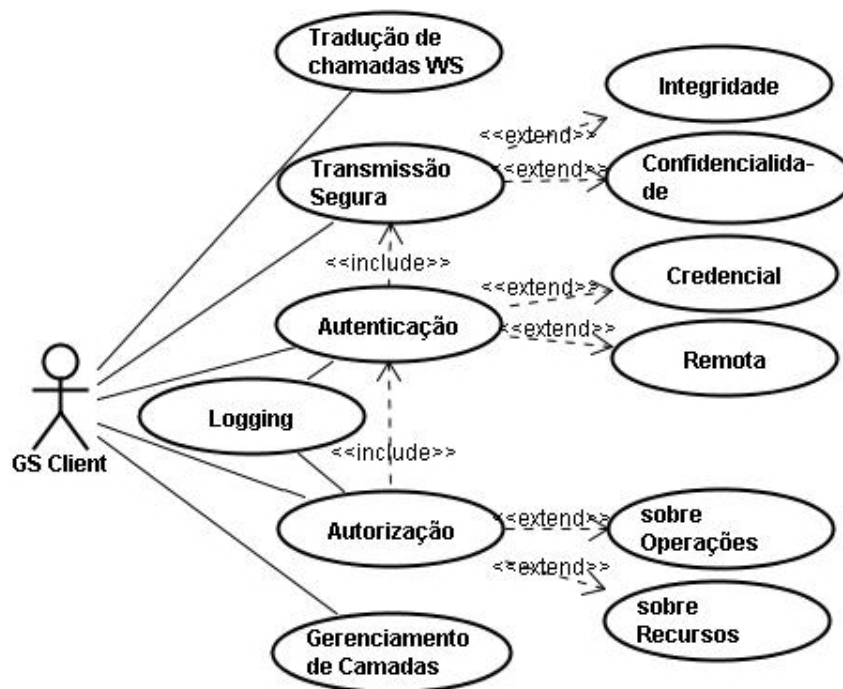 Tradução de
chamadas WS
Integridade
<<extend>>
Transmissão
Segura
<<extend>>
Confidencialida-
de
<<include>>
Credencial
<<extend>>
Autenticação
<<extend>>
Remota
Logging
GS Client
<<include>>
Autorização
<<extend>>
sobre
Operações
<<extend>>
sobre
Recursos
Gerenciamento
de Camadas